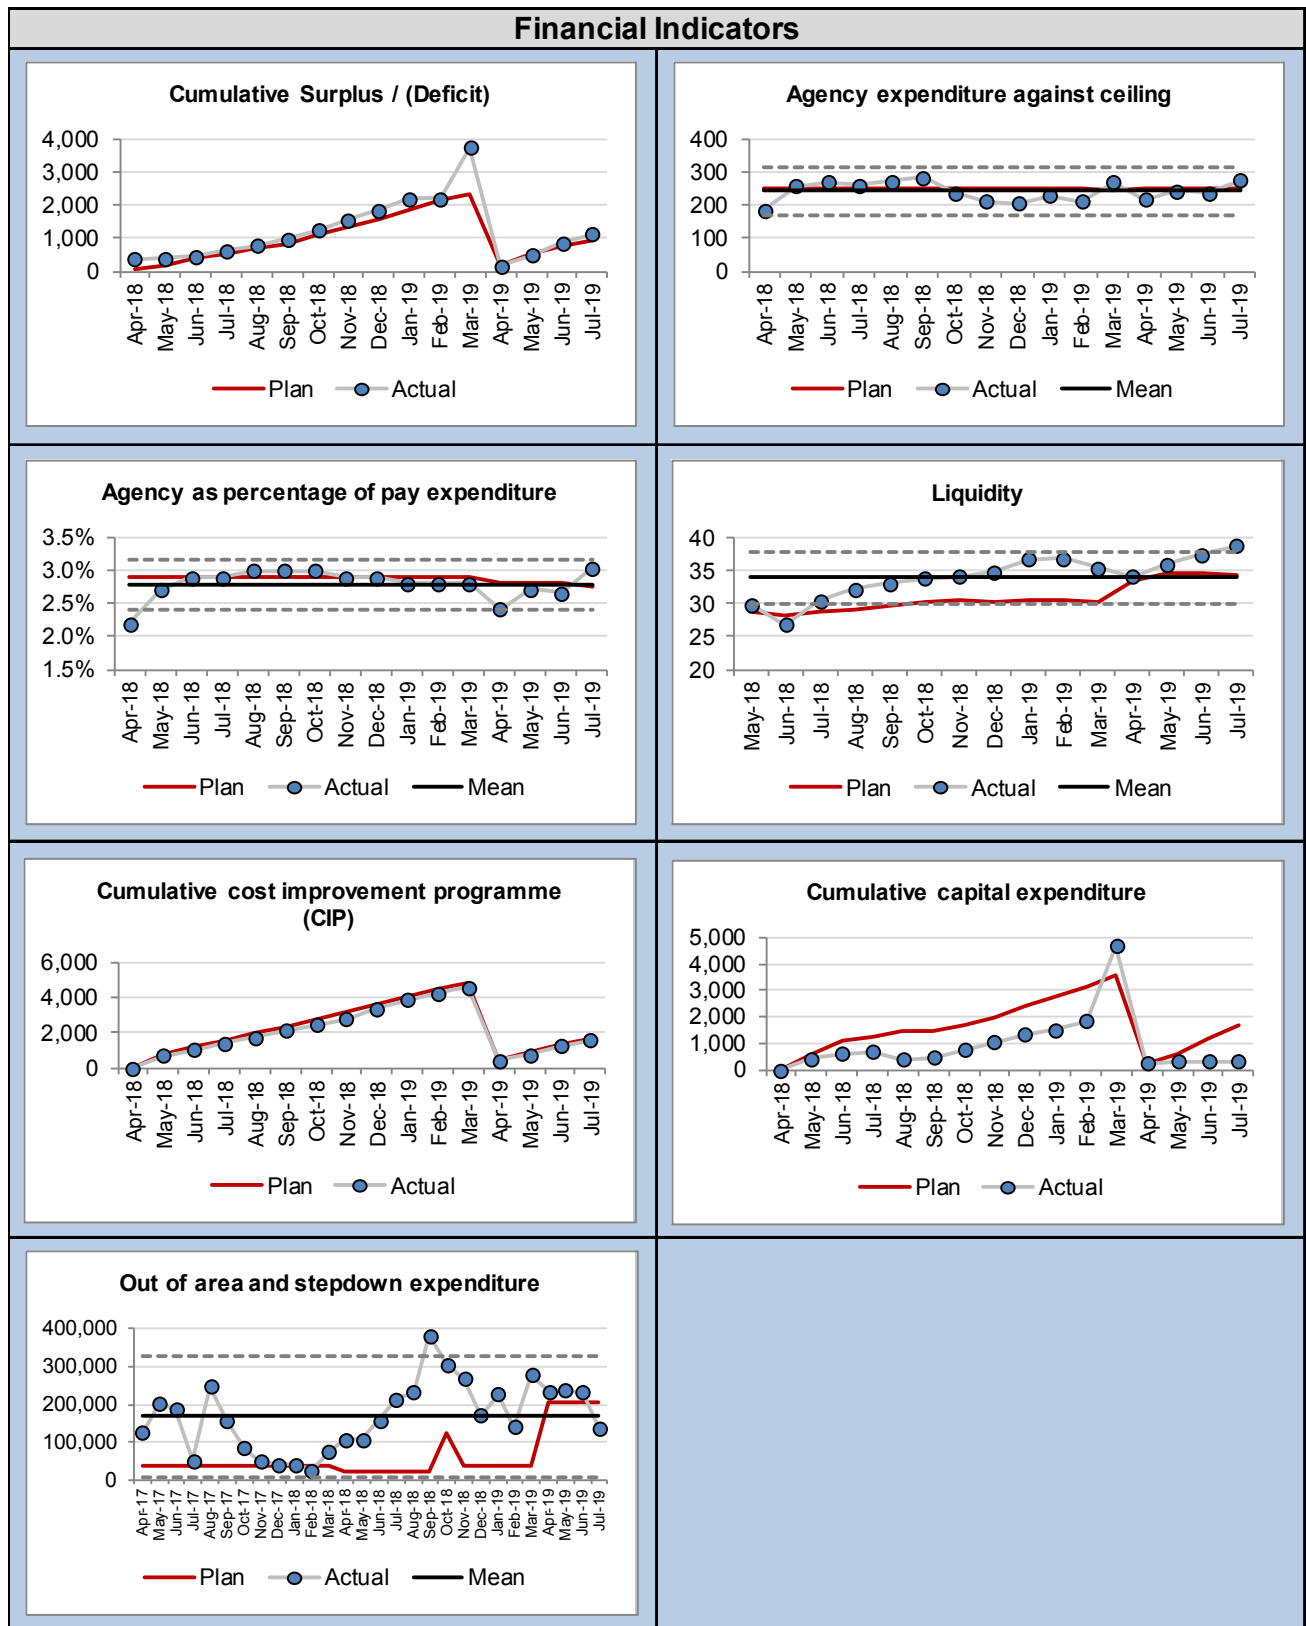 Financial Indicators
Cumulative Surplus / (Deficit)
4,000
3,000
2,000
1,000
0
Apr-18
May-18
Jun-18
Jul-18
Aug-18
Sep-18
Oct-18
Nov-18
Dec-18
Jan-19
Feb-19
Mar-19
Apr-19
May-19
Jun-19
Jul-19
Plan Actual
Agency expenditure against ceiling
400
300
200
100
0
Apr-18
May-18
Jun-18
Jul-18
Aug-18
Sep-18
Oct-18
Nov-18
Dec-18
Jan-19
Feb-19
Mar-19
Apr-19
May-19
Jun-19
Jul-19
Plan Actual Mean
Agency as percentage of pay expenditure
3.5%
3.0%
2.5%
2.0%
1.5%
Apr-18
May-18
Jun-18
Jul-18
Aug-18
Sep-18
Oct-18
Nov-18
Dec-18
Jan-19
Feb-19
Mar-19
Apr-19
May-19
Jun-19
Jul-19
Plan Actual Mean
Liquidity
40
35
30
25
20
May-18
Jun-18
Jul-18
Aug-18
Sep-18
Oct-18
Nov-18
Dec-18
Jan-19
Feb-19
Mar-19
Apr-19
May-19
Jun-19
Jul-19
Plan Actual Mean
Cumulative cost improvement programme
(CIP)
6,000
4,000
2,000
0
Apr-18
May-18
Jun-18
Jul-18
Aug-18
Sep-18
Oct-18
Nov-18
Dec-18
Jan-19
Feb-19
Mar-19
Apr-19
May-19
Jun-19
Jul-19
Plan Actual
Cumulative capital expenditure
5,000
4,000
3,000
2,000
1,000
0
Apr-18
May-18
Jun-18
Jul-18
Aug-18
Sep-18
Oct-18
Nov-18
Dec-18
Jan-19
Feb-19
Mar-19
Apr-19
May-19
Jun-19
Jul-19
Plan Actual
Out of area and stepdown expenditure
400,000
300,000
200,000
100,000
0
Apr-17
May-17
Jun-17
Jul-17
Aug-17
Sep-17
Oct-17
Nov-17
Dec-17
Jan-18
Feb-18
Mar-18
Apr-18
May-18
Jun-18
Jul-18
Aug-18
Sep-18
Oct-18
Nov-18
Dec-18
Jan-19
Feb-19
Mar-19
Apr-19
May-19
Jun-19
Jul-19
Plan Actual Mean